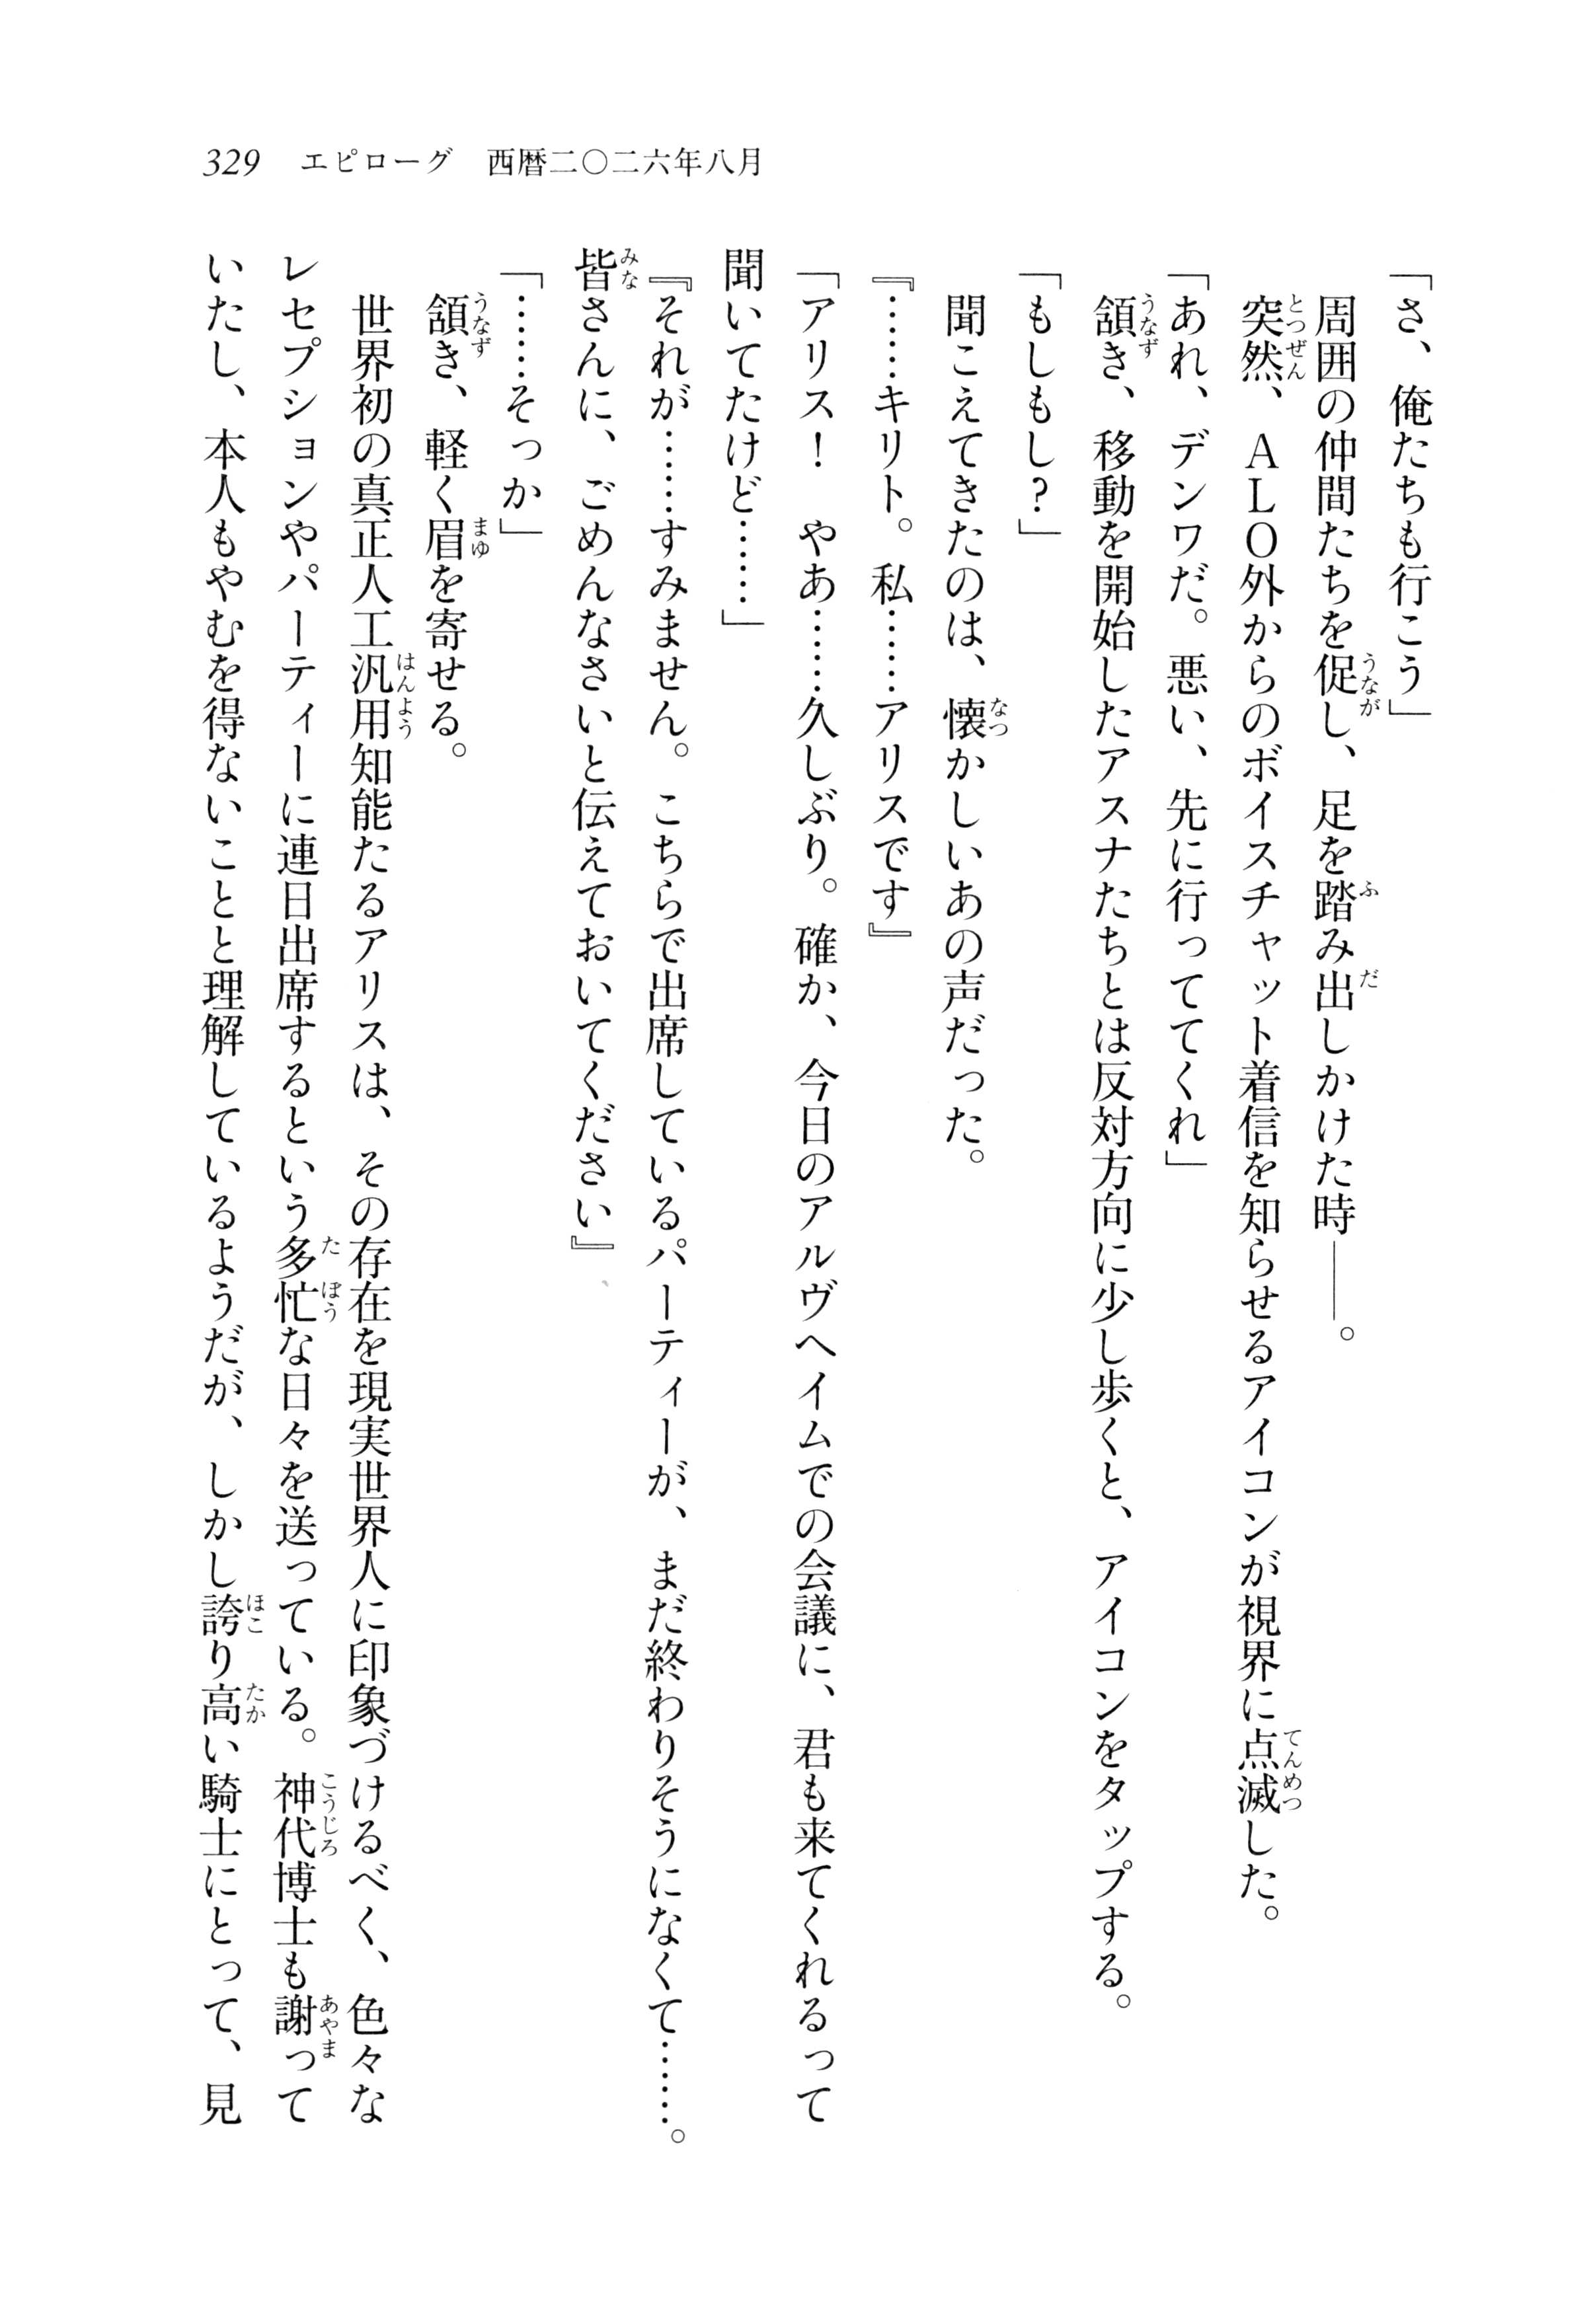 329　エピローグ　西暦二〇二六年八月
「さ、俺たちも行こう」
周囲の仲間たちを促し、足を踏み出しかけた時――。
突然、ＡＬＯ外からのボイスチャット着信を知らせるアイコンが視界に点滅した。
「あれ、デンワだ。悪い、先に行っててくれ」
頷き、移動を開始したアスナたちとは反対方向に少し歩くと、アイコンをタップする。
「もしもし？」
聞こえてきたのは、懐かしいあの声だった。
『……キリト。私……アリスです』
「アリス！　やあ……久しぶり。確か、今日のアルヴヘイムでの会議に、君も来てくれるって
聞いてたけど……」
『それが……すみません。こちらで出席しているパーティーが、まだ終わりそうになくて……。
皆さんに、ごめんなさいと伝えておいてください』
「……そっか」
頷き、軽く眉を寄せる。
世界初の真正人工汎用知能たるアリスは、その存在を現実世界人に印象づけるべく、色々な
レセプションやパーティーに連日出席するという多忙な日々を送っている。神代博士も謝って
いたし、本人もやむを得ないことと理解しているようだが、しかし誇り高い騎士にとって、見